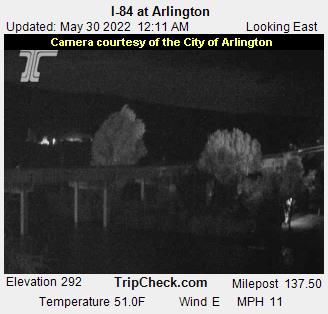 I-84 at Arlington
Updated: May 30 2022 12:11 AM Looking East
Camera courtesy of the City of Arlington
Elevation 292 TripCheck.com Milepost 137.50
Temperature 51.0F Wind E MPH 11